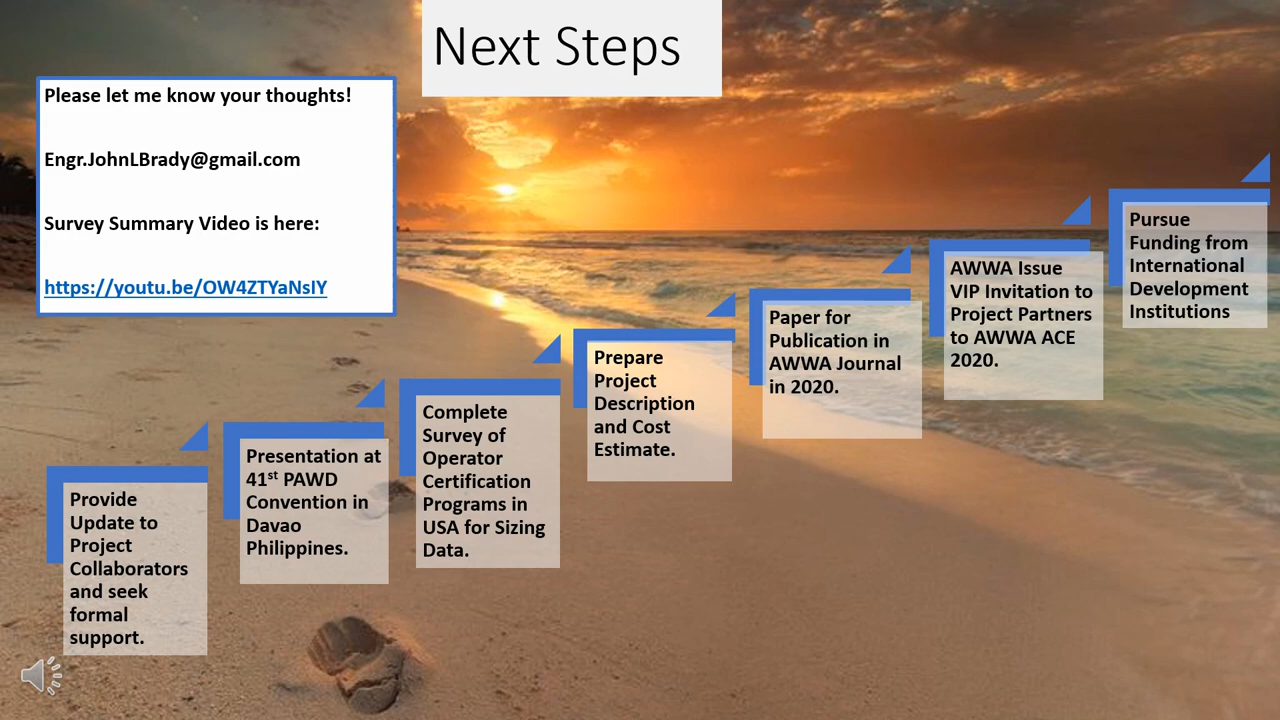 Next Steps
Please let me know your thoughts!
Engr.JohnLBrady@gmail.com
Survey Summary Video is here:
https://youtu.be/OW4ZTYaNsIY
Provide
Update to
Project
Collaborators
and seek
formal
support.
Presentation at
41st PAWD
Convention in
Davao
Philippines.
Complete
Survey of
Operator
Certification
Programs in
USA for Sizing
Data.
Prepare
Project
Description
and Cost
Estimate.
Paper for
Publication in
AWWA Journal
in 2020.
AWWA Issue
VIP Invitation to
Project Partners
to AWWA ACE
2020.
Pursue
Funding from
International
Development
Institutions